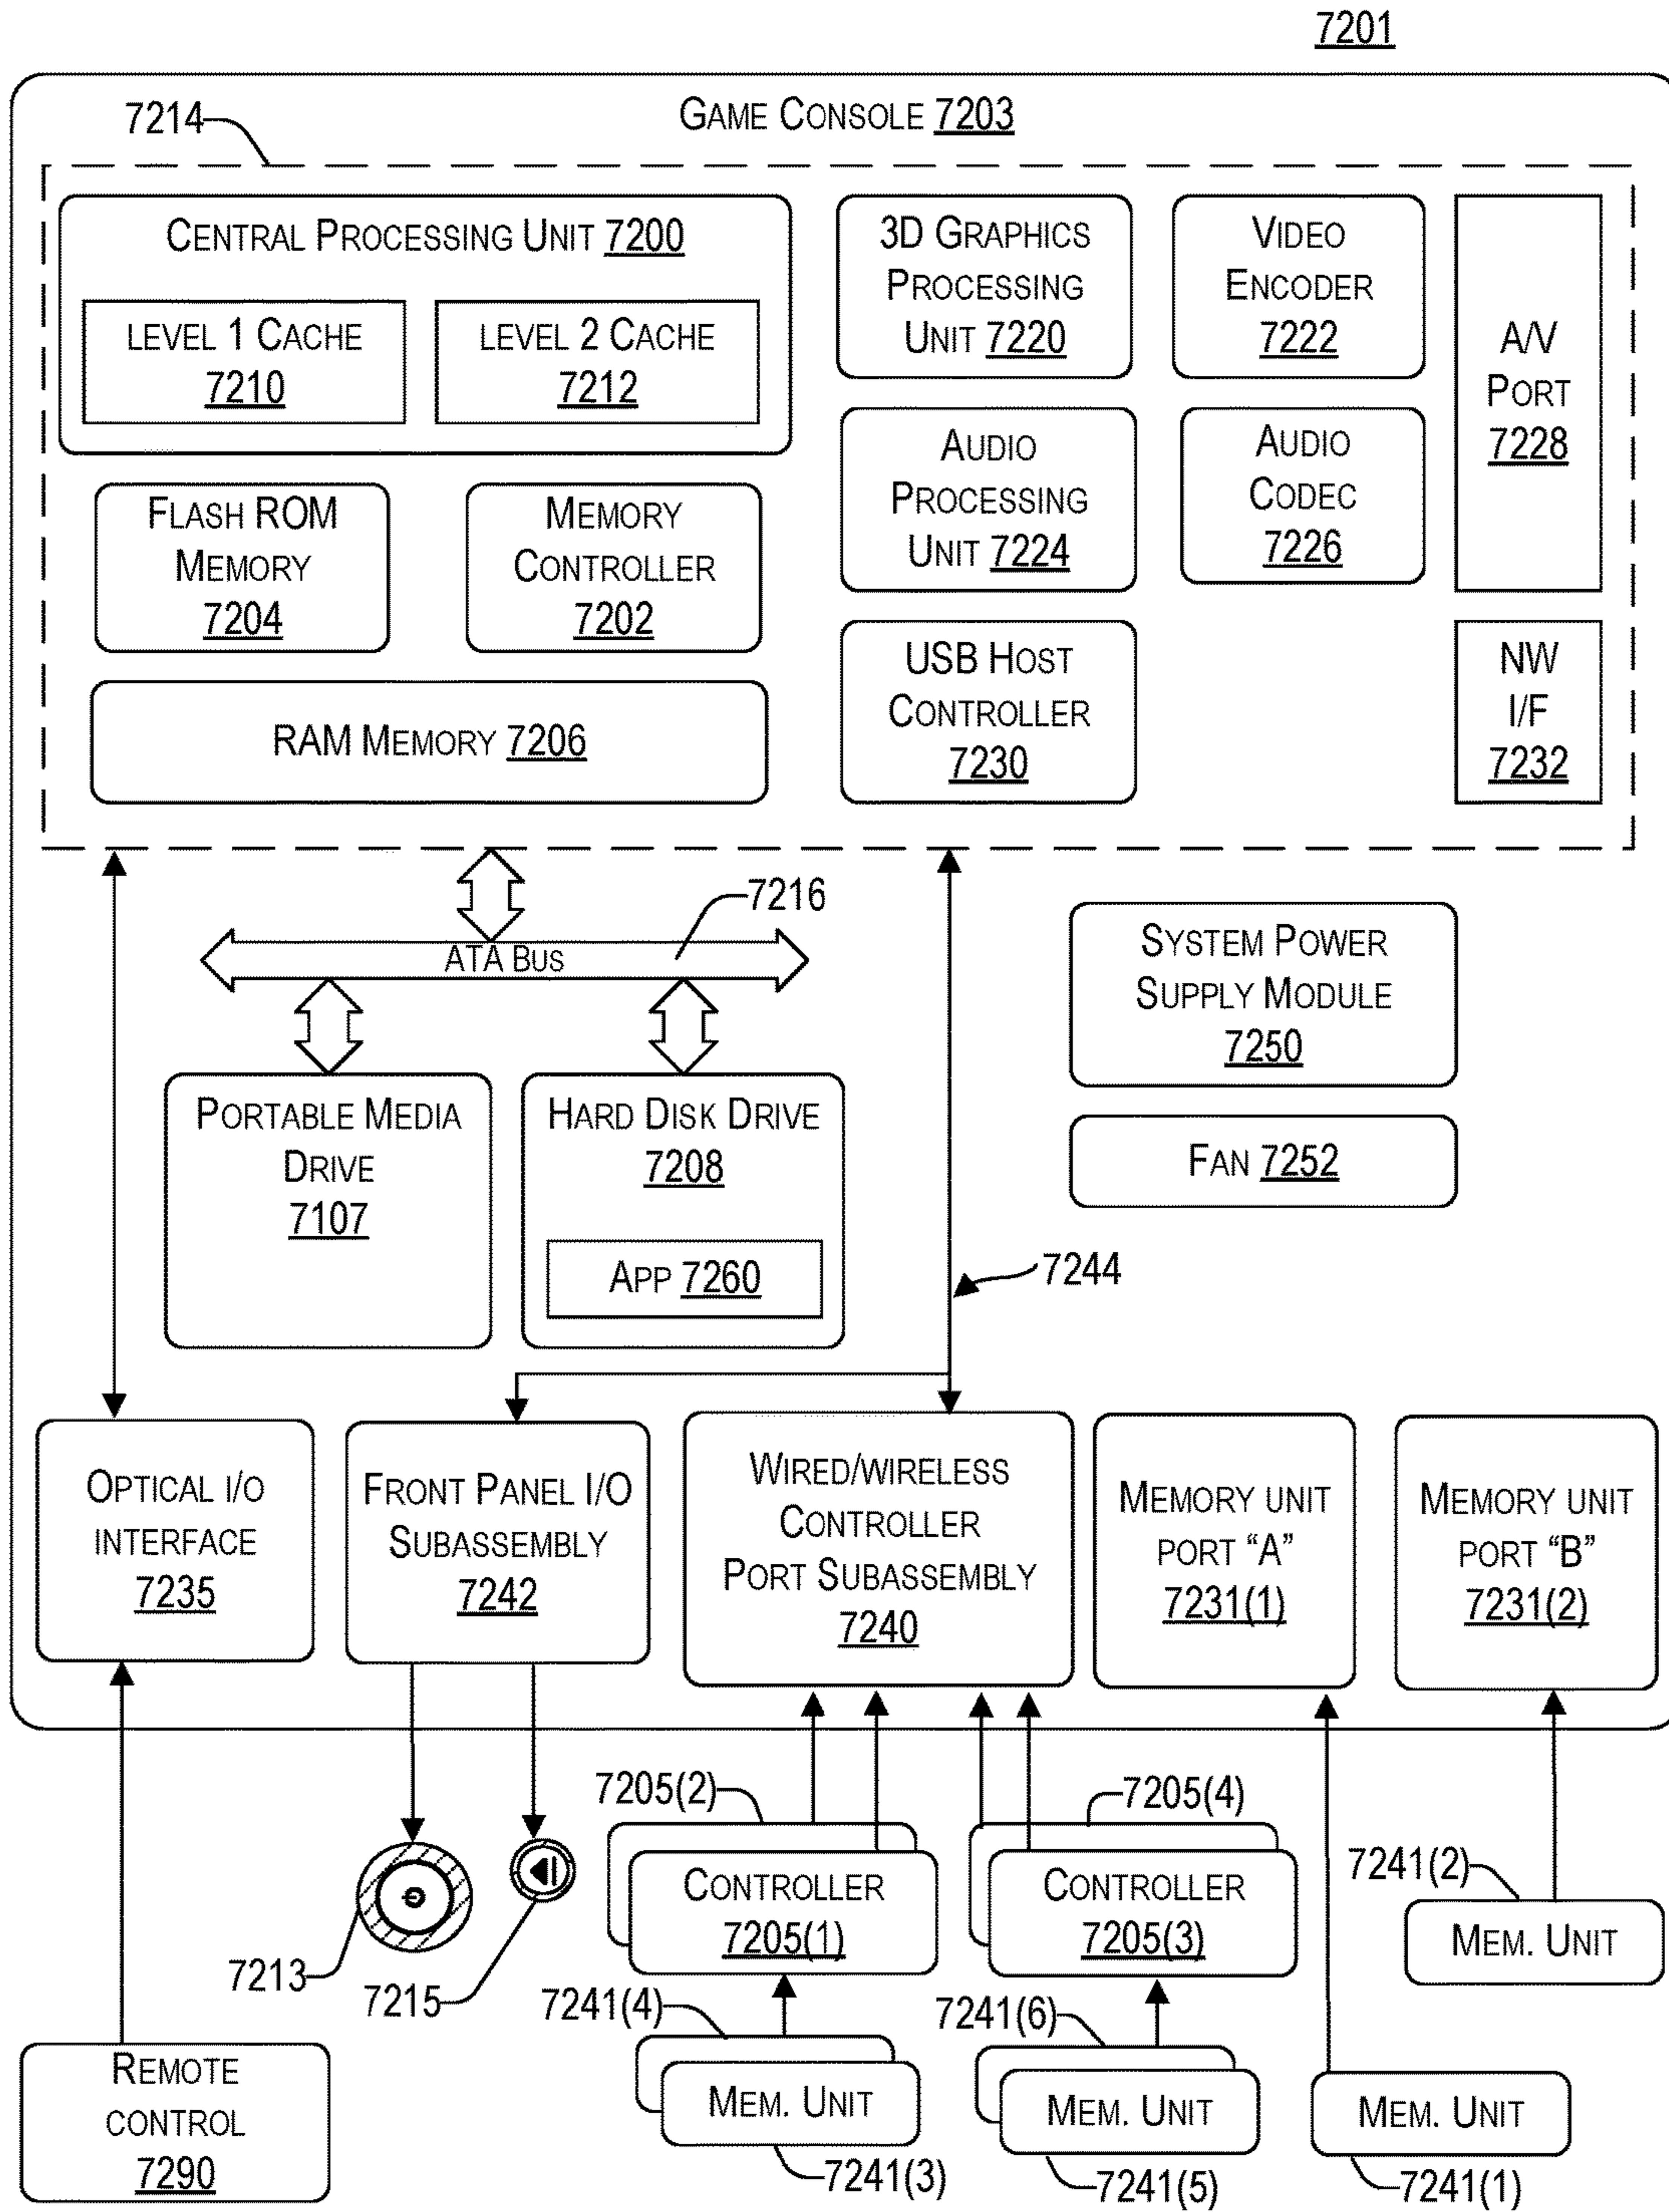 7201
GAME CONSOLE 7203
7214
CENTRAL PROCESSING UNIT 7200
LEVEL 1 CACHE
7210
LEVEL 2 CACHE
7212
3D GRAPHICS
PROCESSING
UNIT 7220
VIDEO
ENCODER
7222
A/V
PORT
7228
AUDIO
PROCESSING
UNIT 7224
AUDIO
CODEC
7226
FLASH ROM
MEMORY
7204
MEMORY
CONTROLLER
7202
USB HOST
CONTROLLER
7230
NW
I/F
7232
RAM MEMORY 7206
7216
ATA BUS
SYSTEM POWER
SUPPLY MODULE
7250
PORTABLE MEDIA
DRIVE
7107
HARD DISK DRIVE
7208
APP 7260
FAN 7252
7244
OPTICAL I/O
INTERFACE
7235
FRONT PANEL I/O
SUBASSEMBLY
7242
WIRED/WIRELESS
CONTROLLER
PORT SUBASSEMBLY
7240
MEMORY UNIT
PORT “A”
7231(1)
MEMORY UNIT
PORT “B”
7231(2)
7205(2)
7205(4)
CONTROLLER
7205(1)
CONTROLLER
7205(3)
7241(2)
MEM. UNIT
7213
7215
7241(4)
7241(6)
REMOTE
CONTROL
7290
MEM. UNIT
7241(3)
MEM. UNIT
7241(5)
MEM. UNIT
7241(1)